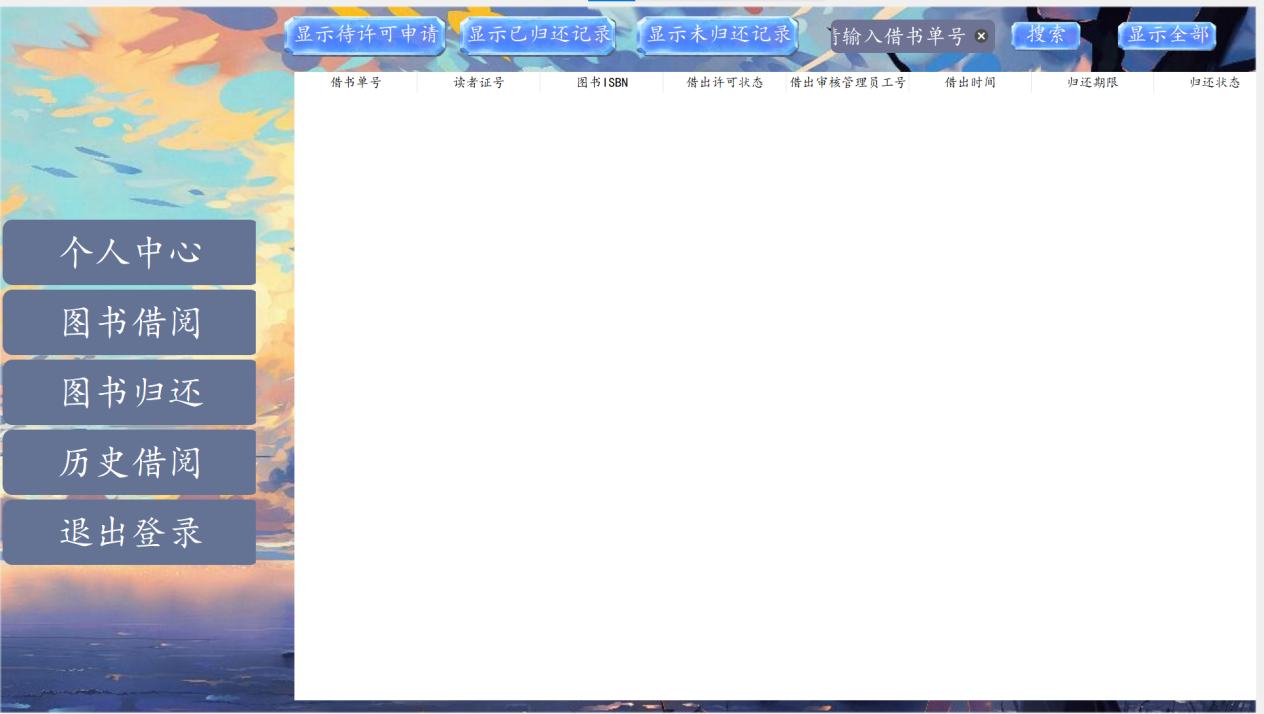 显示待许可申请
显示已归还记录
显示未归还记录
请输入借书单号
搜索
显示全部
借书单号
读者证号
图书ISBN
借出许可状态
借出审核管理员工号
借出时间
归还期限
归还状态
个人中心
图书借阅
图书归还
历史借阅
退出登录